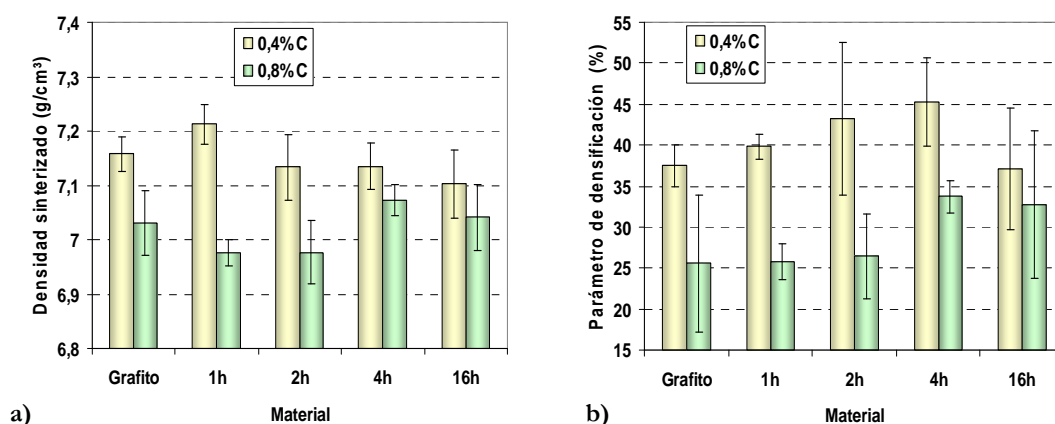 7,4
7,3
7,2
7,1
7
6,9
6,8
Densidad sinterizado (g/cm³)
0,4%C
0,8%C
Grafito 1h 2h 4h 16h
Material
a)
55
50
45
40
35
30
25
20
15
Parámetro de densificación (%)
0,4%C
0,8%C
Grafito 1h 2h 4h 16h
Material
b)